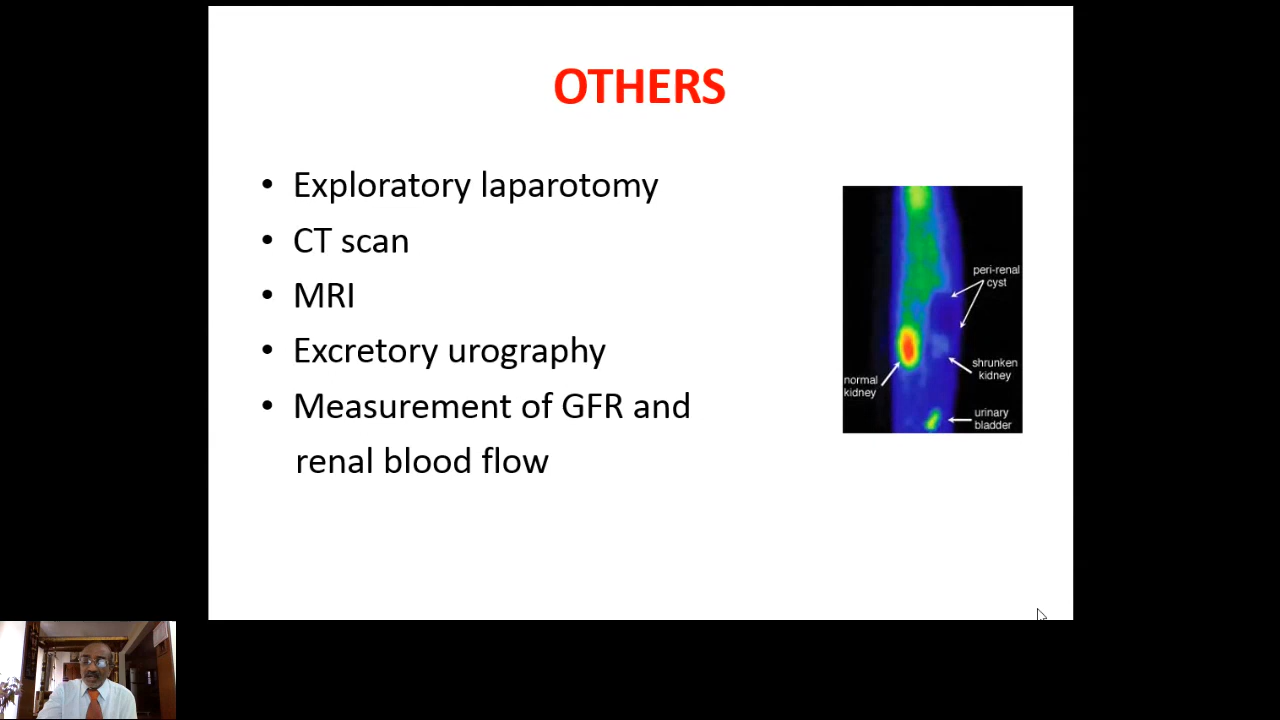 OTHERS
• Exploratory laparotomy
• CT scan
• MRI
• Excretory urography
• Measurement of GFR and
renal blood flow
peri-renal
cyst
shrunken
kidney
normal
kidney
urinary
bladder